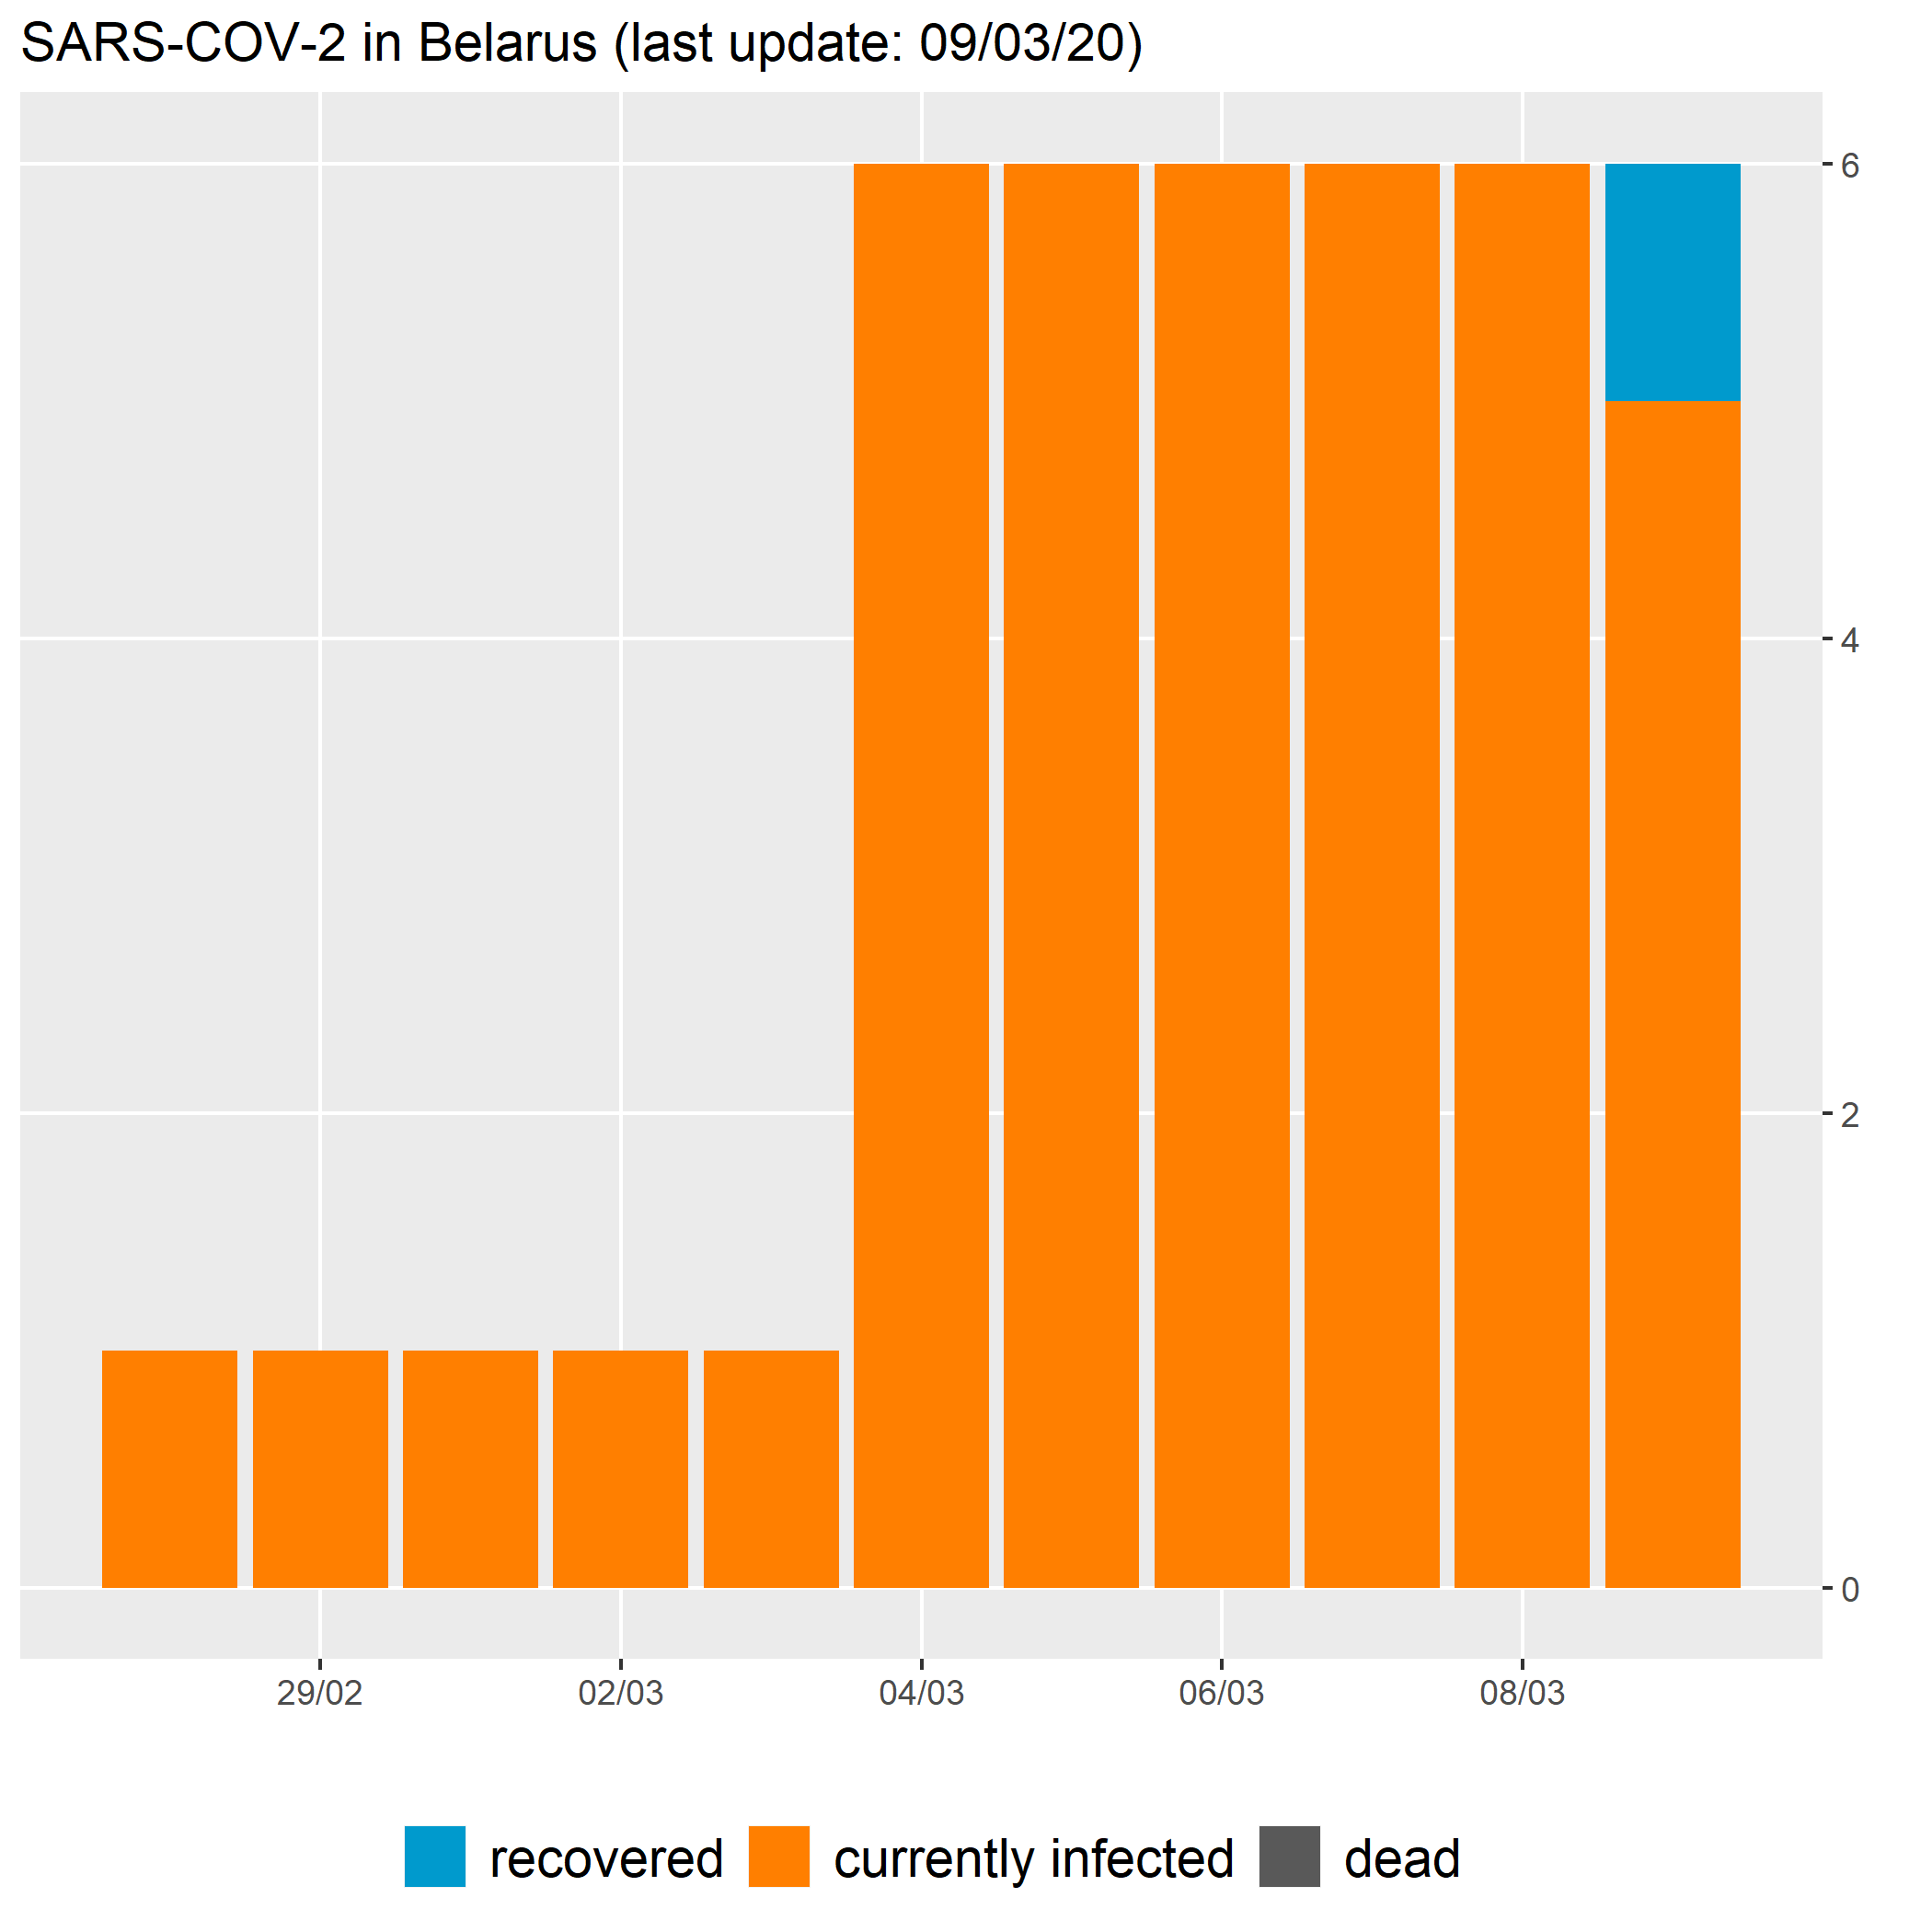 SARS-COV-2 in Belarus (last update: 09/03/20)
6
4
2
0
29/02 02/03 04/03 06/03 08/03
recovered currently infected dead